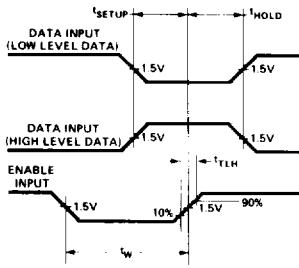 tSETUP
tHOLD
DATA INPUT
(LOW LEVEL DATA)
1.5V
1.5V
DATA INPUT
(HIGH LEVEL DATA)
1.5V
1.5V
tTLH
ENABLE
INPUT
1.5V
10%
1.5V
90%
tW